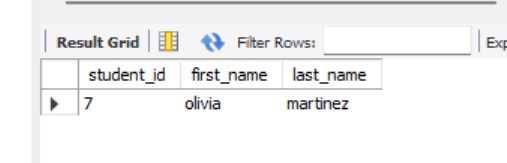 Result Grid Filter Rows: Exp
student_id first_name last_name
7 olivia martinez